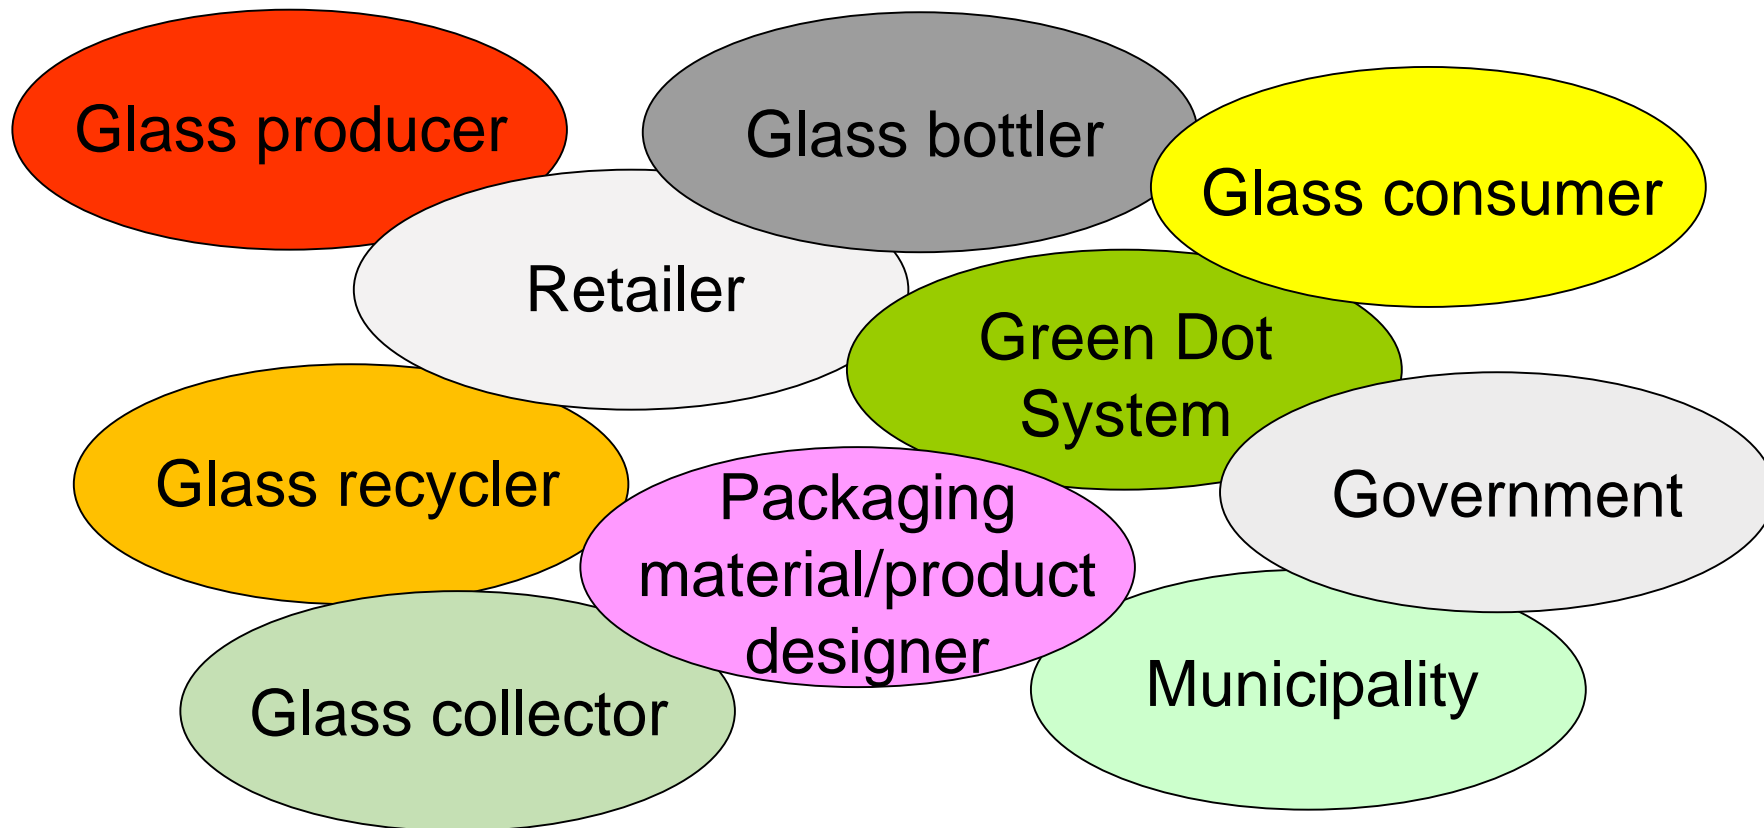 Glass producer
Glass bottler
Glass consumer
Retailer
Green Dot
System
Glass recycler
Packaging
material/product
designer
Government
Glass collector
Municipality